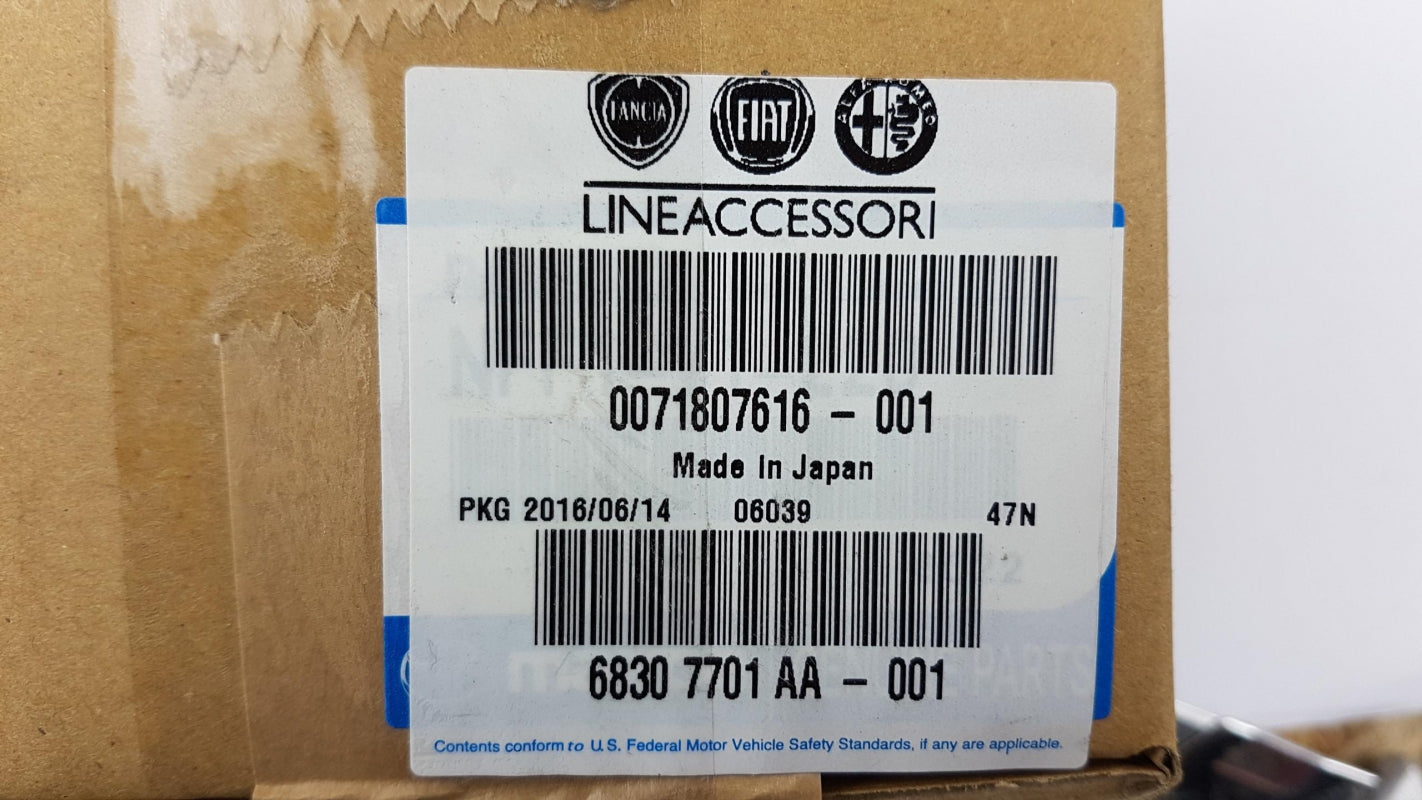 LANCIA FIAT ALFA ROMEO
LINEACCESSORI
0071807616 - 001
Made In Japan
PKG 2016/06/14 06039 47N
6830 7701 AA - 001
PARTS
Contents conform to U.S. Federal Motor Vehicle Safety Standards, if any are applicable.